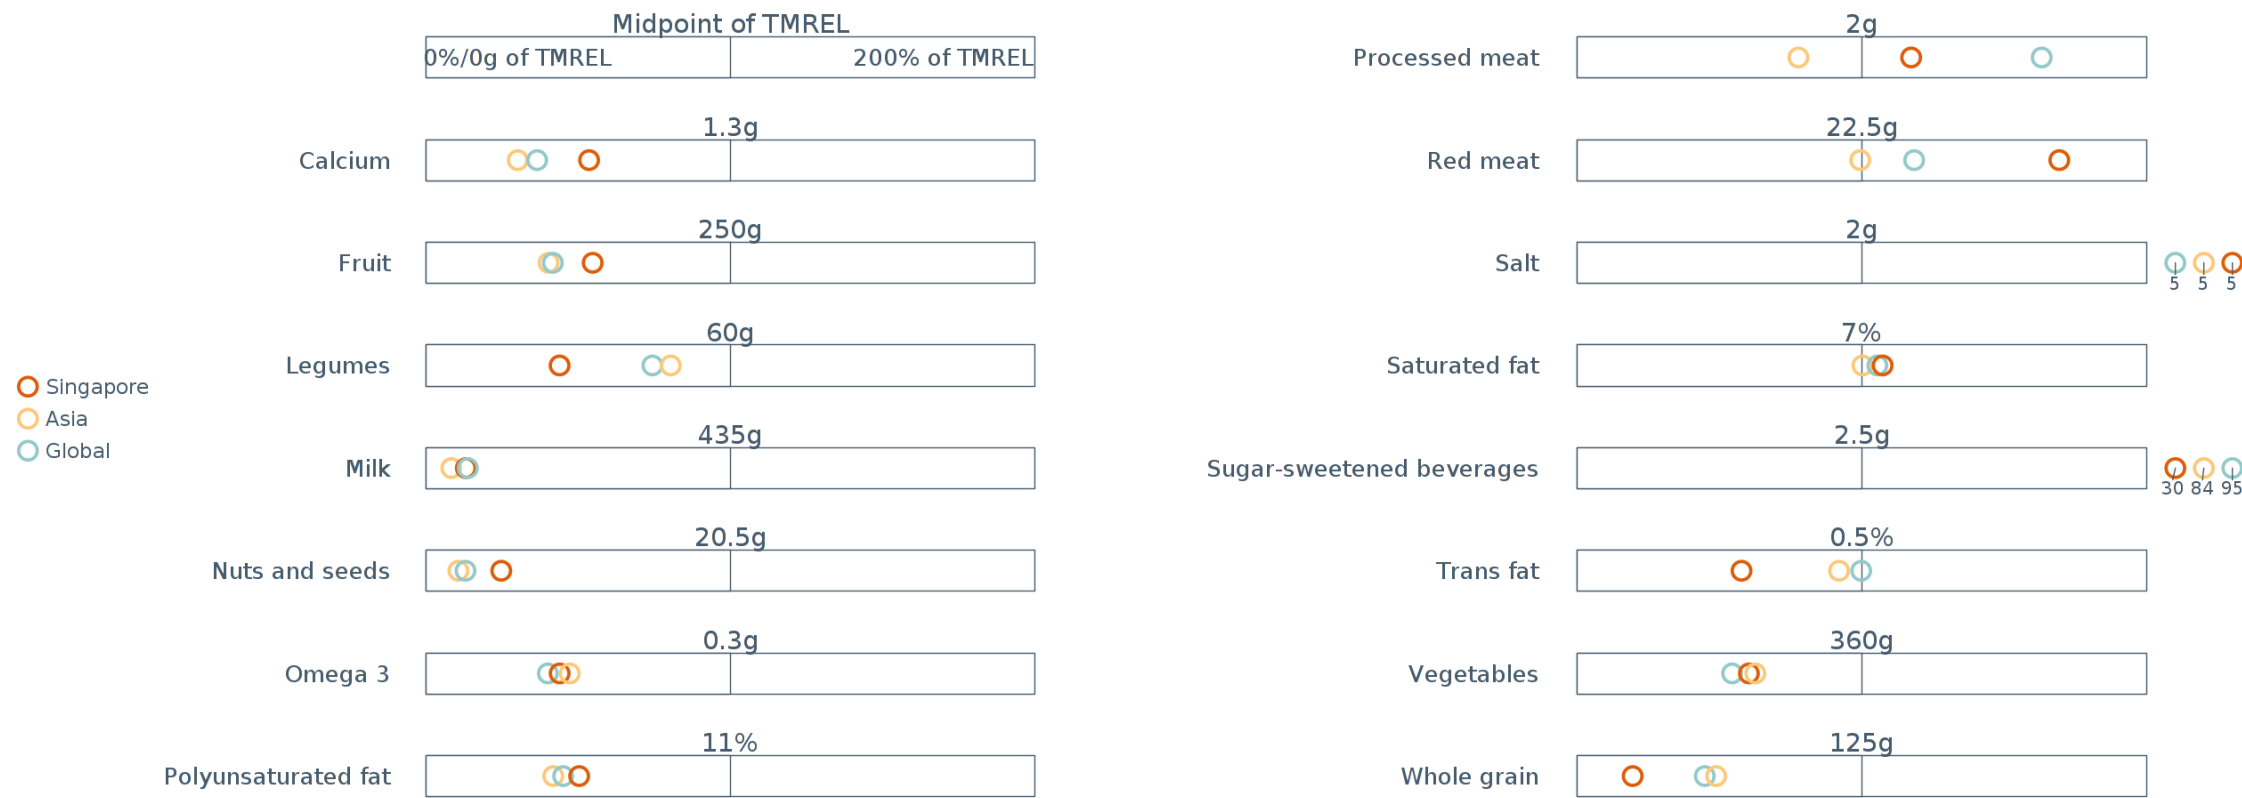 Midpoint of TMREL
0%/0g of TMREL
200% of TMREL
1.3g
Calcium
250g
Fruit
60g
Legumes
435g
Milk
20.5g
Nuts and seeds
0.3g
Omega 3
11%
Polyunsaturated fat
Singapore
Asia
Global
2g
Processed meat
22.5g
Red meat
2g
Salt
5 5 5
7%
Saturated fat
2.5g
Sugar-sweetened beverages
30 84 95
0.5%
Trans fat
360g
Vegetables
125g
Whole grain